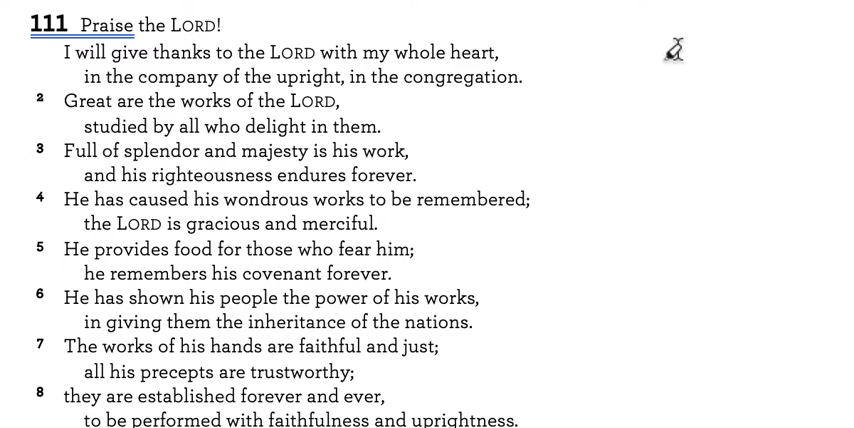 111 Praise the LORD!
I will give thanks to the LORD with my whole heart,
in the company of the upright, in the congregation.
2 Great are the works of the LORD,
studied by all who delight in them.
3 Full of splendor and majesty is his work,
and his righteousness endures forever.
4 He has caused his wondrous works to be remembered;
the LORD is gracious and merciful.
5 He provides food for those who fear him;
he remembers his covenant forever.
6 He has shown his people the power of his works,
in giving them the inheritance of the nations.
7 The works of his hands are faithful and just;
all his precepts are trustworthy;
8 they are established forever and ever,
to be performed with faithfulness and uprightness.